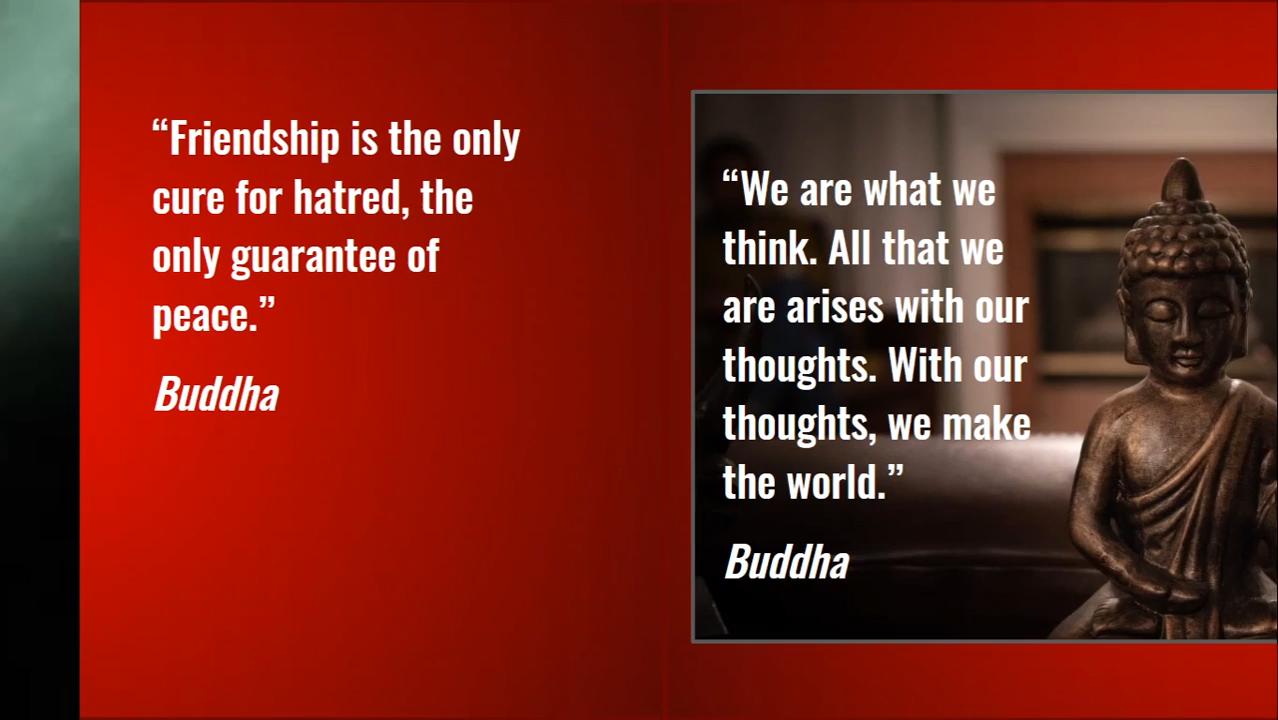 “Friendship is the only
cure for hatred, the
only guarantee of
peace.”
Buddha
“We are what we
think. All that we
are arises with our
thoughts. With our
thoughts, we make
the world.”
Buddha